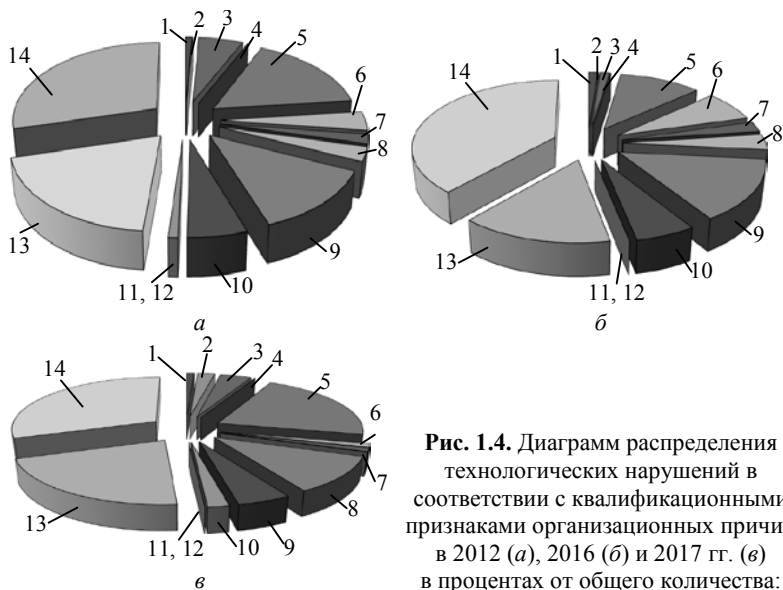 1 2 3 4 5
14 6
7
8
13 9
11, 12 10
а
1 2 3 4 5
14 6
7
8
13 9
11, 12 10
б
1 2 3 4 5
14 6
7
13 8
11, 12 10 9
в
Рис. 1.4. Диаграмм распределения
технологических нарушений в
соответствии с квалификационными
признаками организационных причи
в 2012 (а), 2016 (б) и 2017 гг. (в)
в процентах от общего количества: